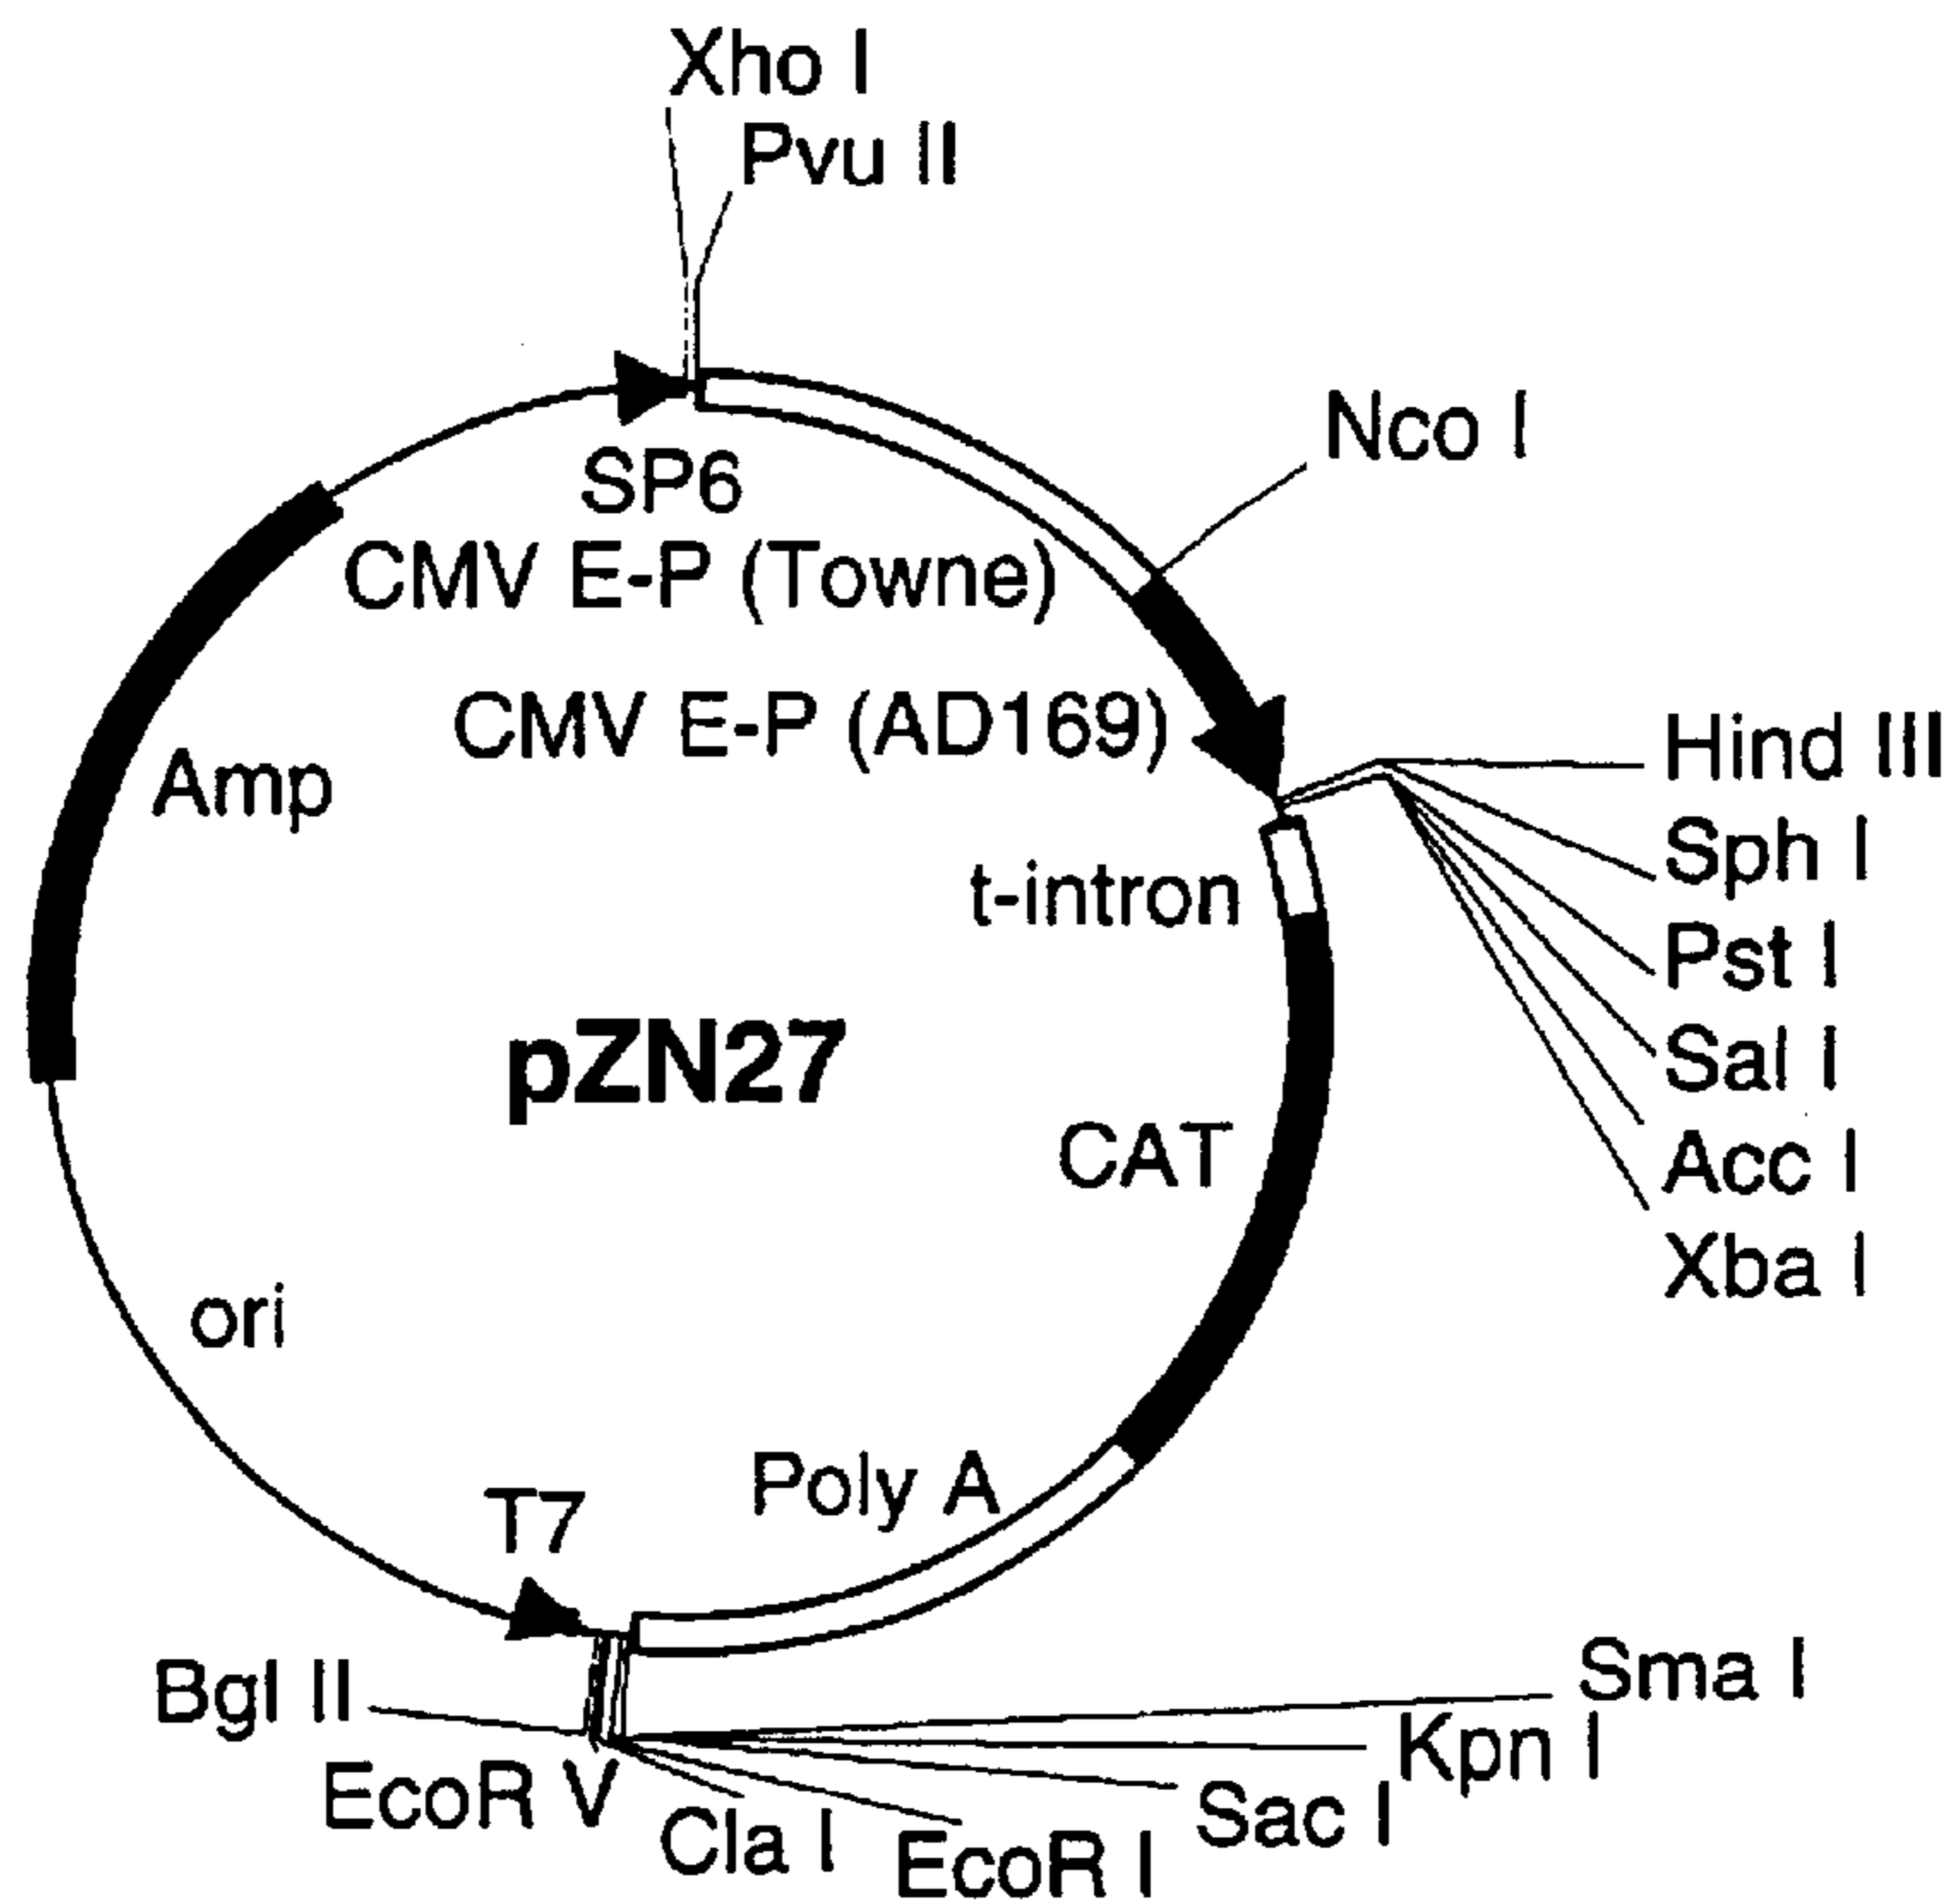 Xho I
Pvu II
Nco I
SP6
CMV E-P (Towne)
CMV E-P (AD169)
Hind III
Amp
Sph I
t-intron
Pst I
Sal I
pZN27
CAT
Acc I
Xba I
ori
Poly A
T7
Sma I
Bgl II
Kpn I
EcoR V
Sac I
Cla I
EcoR I